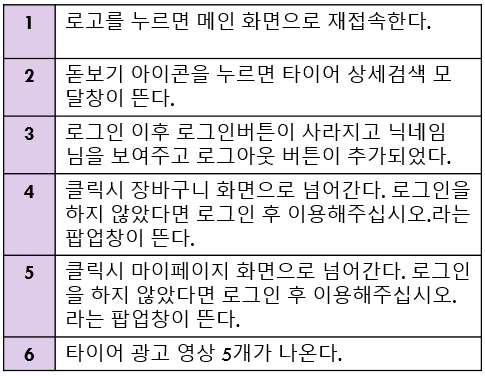 1 로고를 누르면 메인 화면으로 재접속한다.
2 돋보기 아이콘을 누르면 타이어 상세검색 모
달창이 뜬다.
3 로그인 이후 로그인버튼이 사라지고 닉네임
님을 보여주고 로그아웃 버튼이 추가되었다.
4 클릭시 장바구니 화면으로 넘어간다. 로그인을
하지 않았다면 로그인 후 이용해주십시오.라는
팝업창이 뜬다.
5 클릭시 마이페이지 화면으로 넘어간다. 로그인
을 하지 않았다면 로그인 후 이용해주십시오.
라는 팝업창이 뜬다.
6 타이어 광고 영상 5개가 나온다.